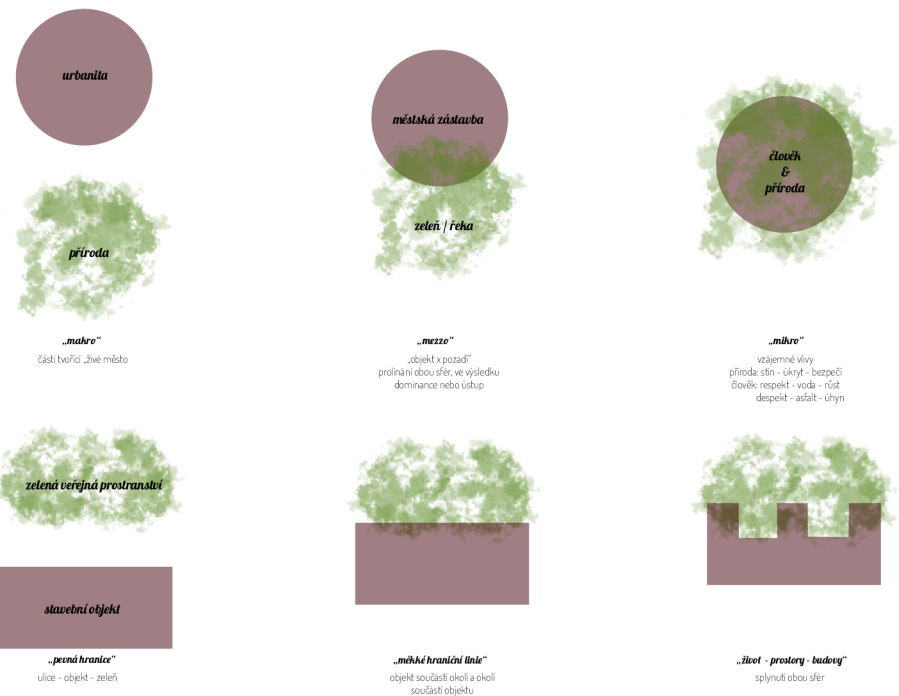 urbanita
příroda
„makro“
části tvořící „živé město
městská zástavba
zeleň / řeka
„mezzo“
„objekt x pozadí“
prolínání obou sfér, ve výsledku
dominance nebo ústup
člověk
&
příroda
„mikro“
vzájemné vlivy
příroda: stín - úkryt - bezpečí
člověk: respekt - voda - růst
despekt - asfalt - úhyn
zelená veřejná prostranství
stavební objekt
„pevná hranice“
ulice - objekt - zeleň
„měkké hraniční linie“
objekt součástí okolí a okolí
součástí objektu
„život - prostory - budovy“
splynutí obou sfér